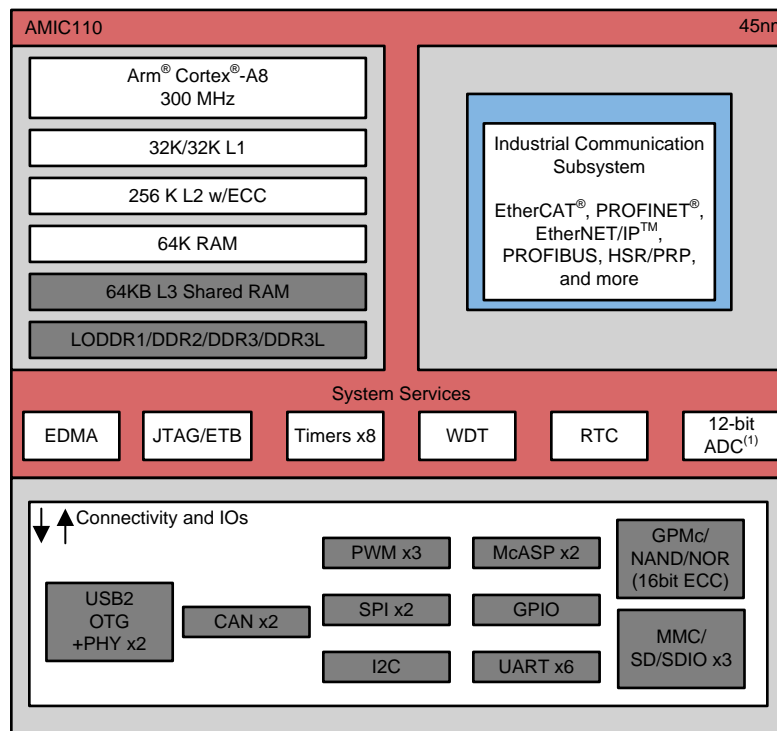 AMIC110
45nm
Arm® Cortex®-A8
300 MHz
32K/32K L1
256 K L2 w/ECC
64K RAM
64KB L3 Shared RAM
LODDR1/DDR2/DDR3/DDR3L
Industrial Communication
Subsystem
EtherCAT®, PROFINET®,
EtherNET/IP™,
PROFIBUS, HSR/PRP,
and more
System Services
EDMA
JTAG/ETB
Timers x8
WDT
RTC
12-bit
ADC(1)
Connectivity and IOs
USB2
OTG
+PHY x2
CAN x2
PWM x3
SPI x2
I2C
McASP x2
GPIO
UART x6
GPMc/
NAND/NOR
(16bit ECC)
MMC/
SD/SDIO x3